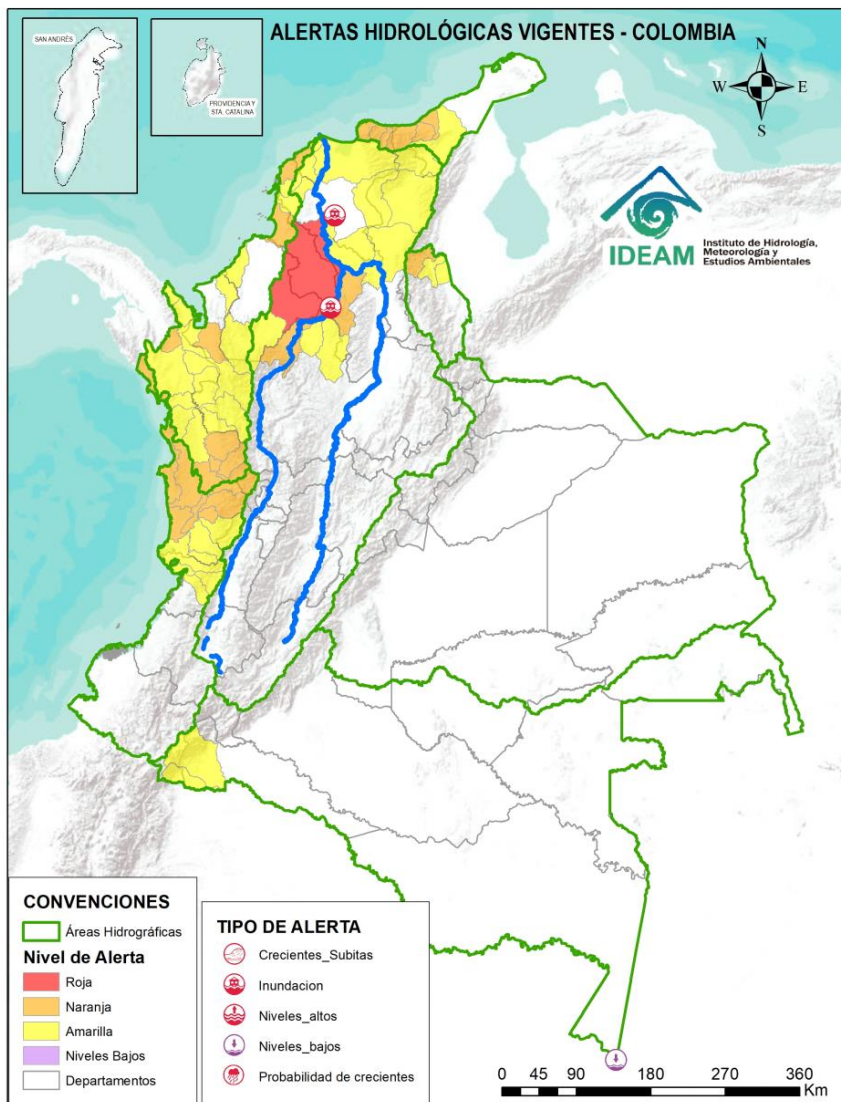 SAN ANDRÉS
PROVIDENCIA Y
STA. CATALINA
ALERTAS HIDROLÓGICAS VIGENTES - COLOMBIA
N
W
E
S
IDEAM
Instituto de Hidrología,
Meteorología y
Estudios Ambientales
CONVENCIONES
Áreas Hidrográficas
Nivel de Alerta
Roja
Naranja
Amarilla
Niveles Bajos
Departamentos
TIPO DE ALERTA
Crecientes_Subitas
Inundacion
Niveles_altos
Niveles_bajos
Probabilidad de crecientes
0 45 90 180 270 360
Km